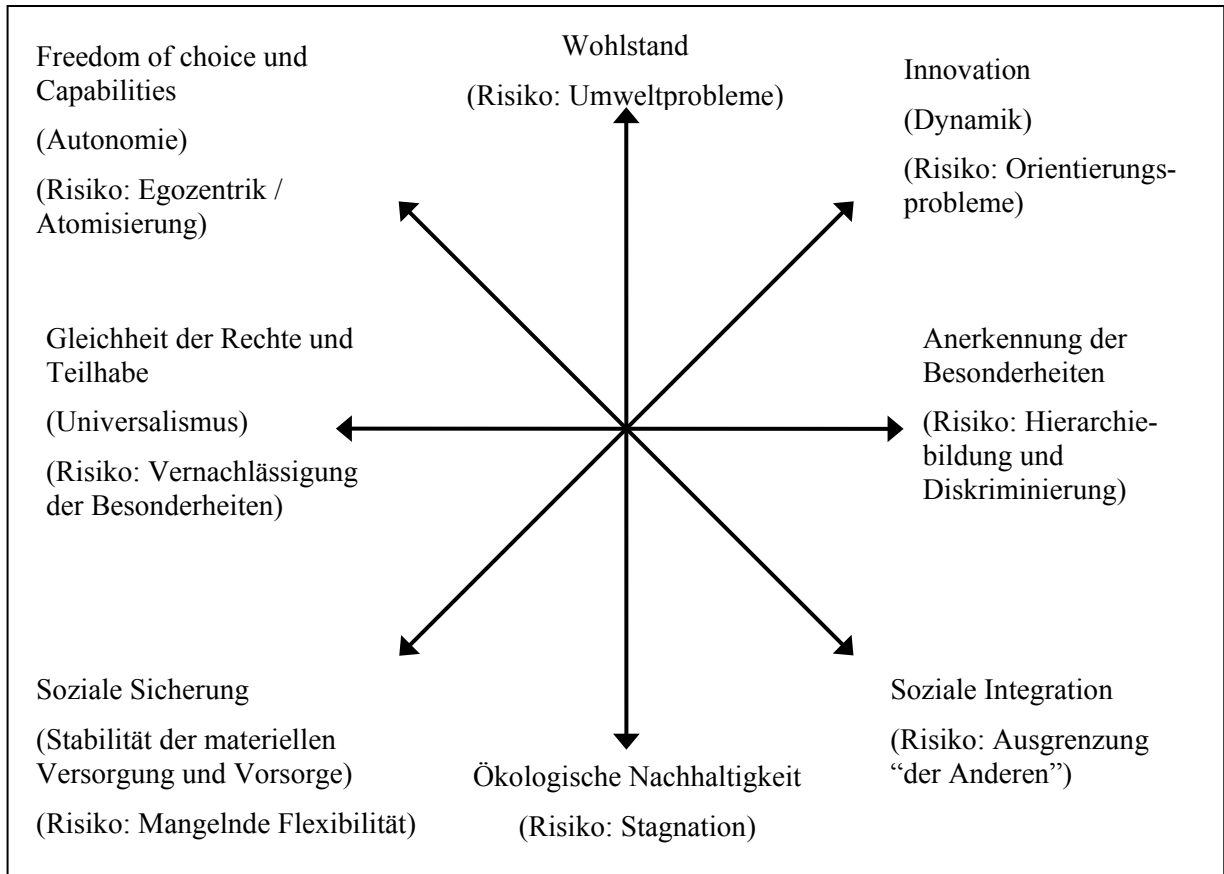 Freedom of choice und
Capabilities
(Autonomie)
(Risiko: Egozentrik /
Atomisierung)
Wohlstand
(Risiko: Umweltprobleme)
Innovation
(Dynamik)
(Risiko: Orientierungs-
probleme)
Gleichheit der Rechte und
Teilhabe
(Universalismus)
(Risiko: Vernachlässigung
der Besonderheiten)
Anerkennung der
Besonderheiten
(Risiko: Hierarchie-
bildung und
Diskriminierung)
Soziale Sicherung
(Stabilität der materiellen
Versorgung und Vorsorge)
(Risiko: Mangelnde Flexibilität)
Ökologische Nachhaltigkeit
(Risiko: Stagnation)
Soziale Integration
(Risiko: Ausgrenzung
“der Anderen”)